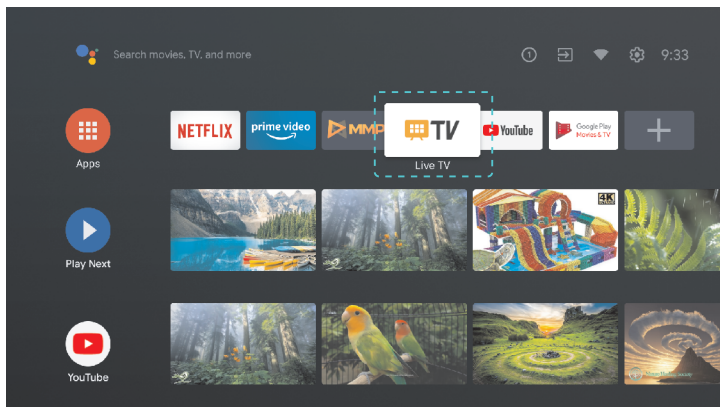 Search movies, TV, and more
1
9:33
Apps
NETFLIX
prime video
MMP
TV
Live TV
YouTube
Google Play
Movies & TV
Play Next
4K
YouTube